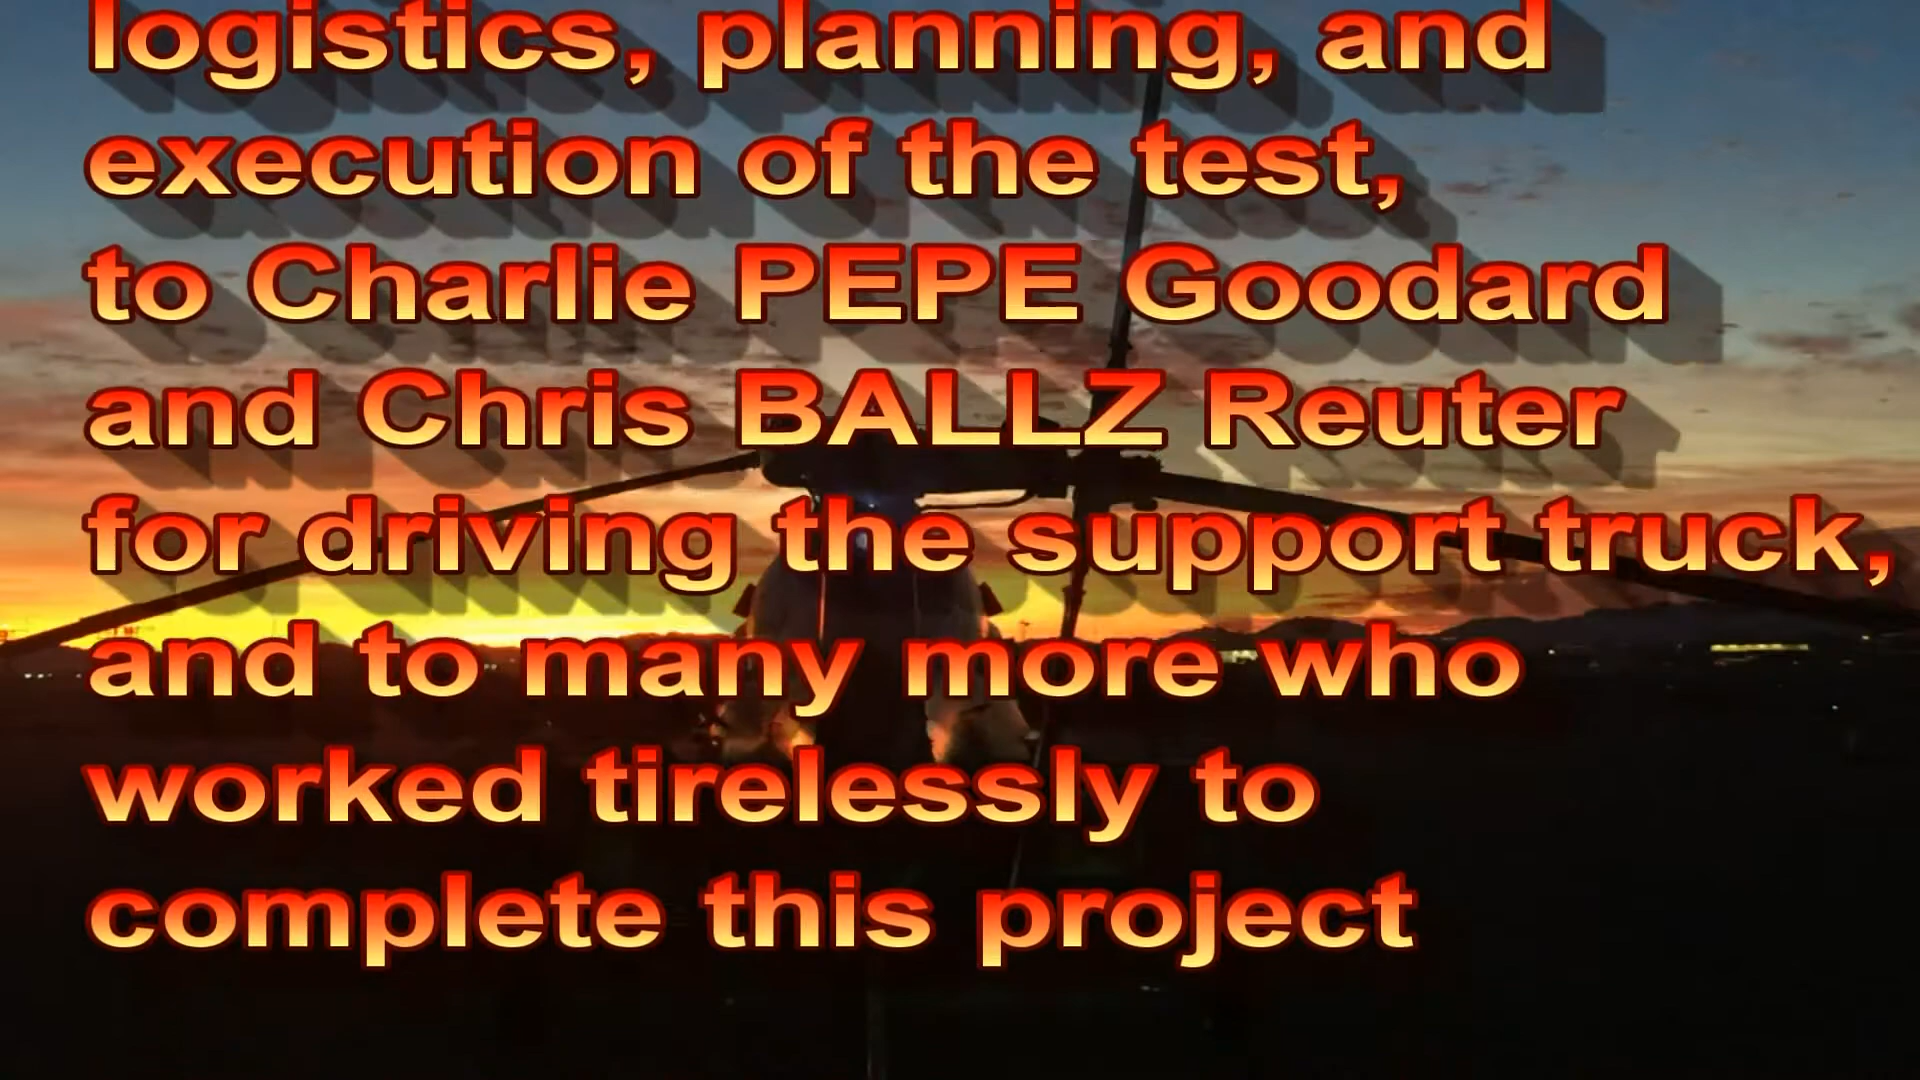 logistics, planning, and
execution of the test,
to Charlie PEPE Goodard
and Chris BALLZ Reuter
for driving the support truck,
and to many more who
worked tirelessly to
complete this project